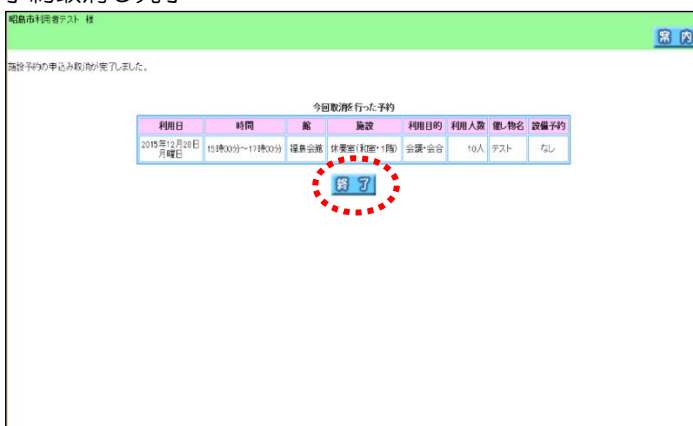 昭島市利用者テスト 様
案 内
施設予約の申込み取消が完了しました。
今回取消を行った予約
利用日 時間 館 施設 利用目的 利用人数 催し物名 設備予約
2015年12月28日 月曜日 15時00分～17時00分 福島会館 休養室(和室・1階) 会議・会合 10人 テスト なし
終 了